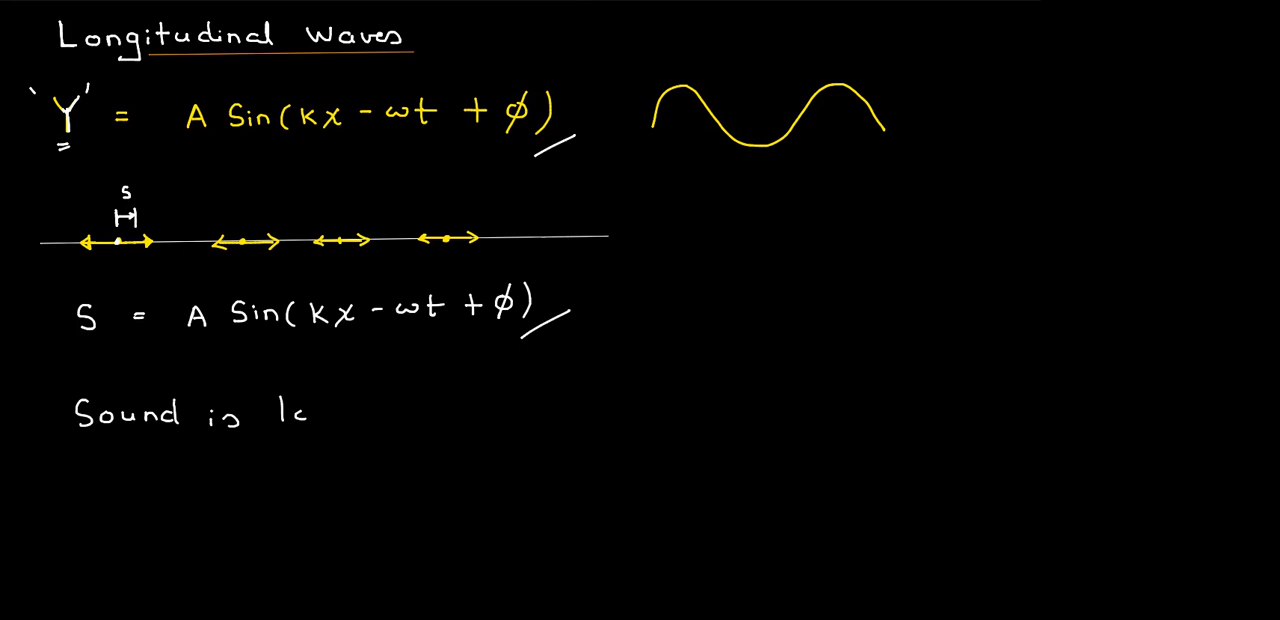 Longitudinal waves
'Y' = A Sin(kx - ωt + ϕ)
s
S = A Sin(kx - ωt + ϕ)
Sound is